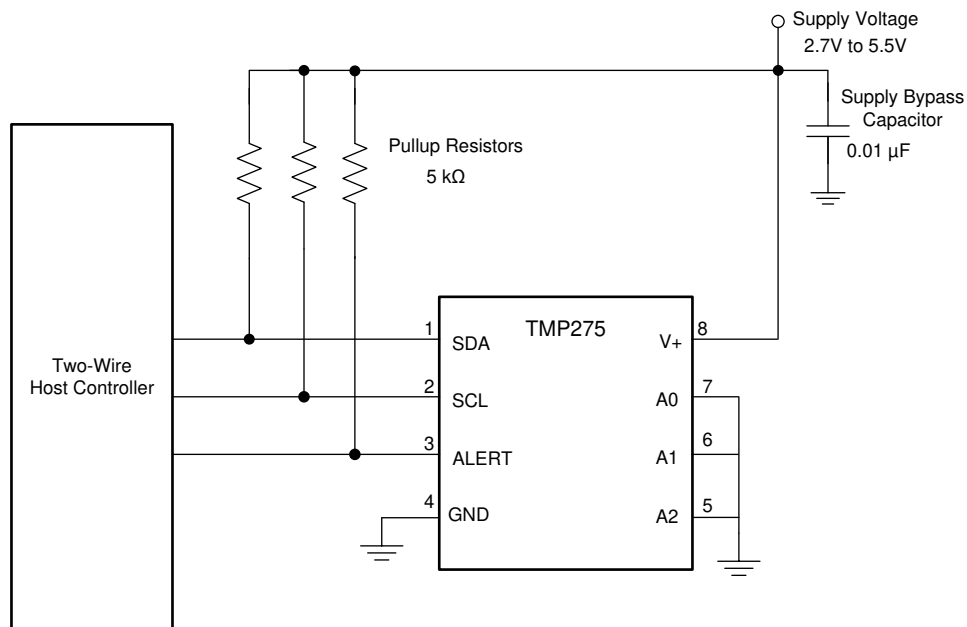 Supply Voltage
2.7V to 5.5V
Supply Bypass
Capacitor
0.01 µF
Pullup Resistors
5 kΩ
Two-Wire
Host Controller
TMP275
1
SDA
V+
8
2
SCL
A0
7
3
ALERT
A1
6
4
GND
A2
5